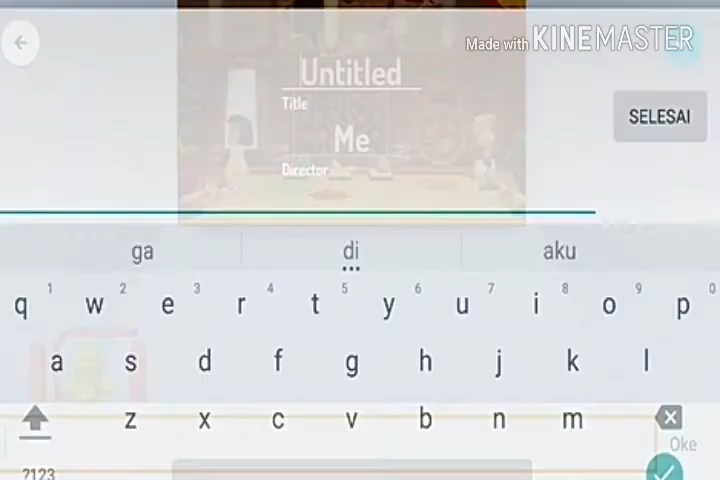 Made with KINEMASTER
Untitled
Title
Me
Director
SELESAI
ga di aku
1 2 3 4 5 6 7 8 9 0
q w e r t y u i o p
a s d f g h j k l
z x c v b n m
Oke
?123